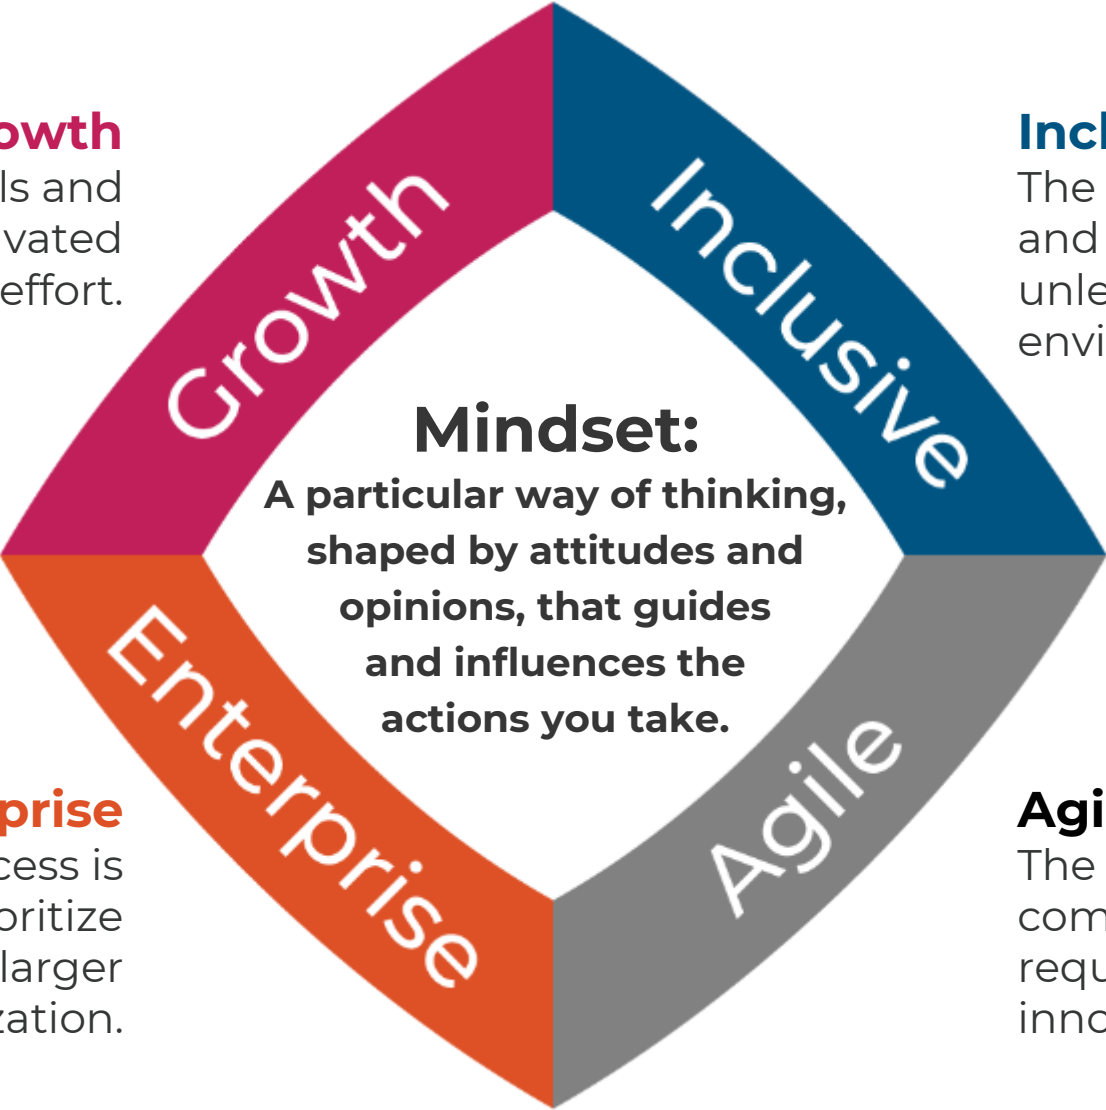 owth
ls and
vated
effort.
Growth
Inclusive
Incl
The
and
unle
envi
Mindset:
A particular way of thinking,
shaped by attitudes and
opinions, that guides
and influences the
actions you take.
prise
cess is
oritize
larger
zation.
Enterprise
Agile
Agi
The
com
requ
inno